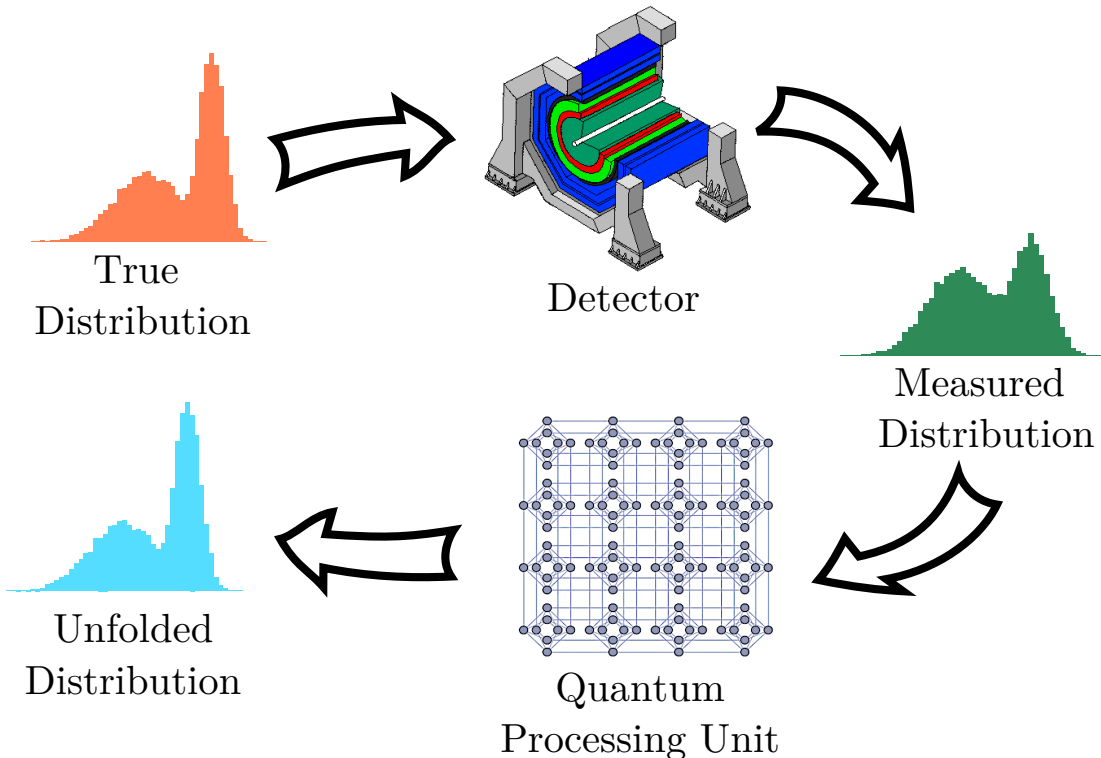 True
Distribution
Detector
Measured
Distribution
Quantum
Processing Unit
Unfolded
Distribution